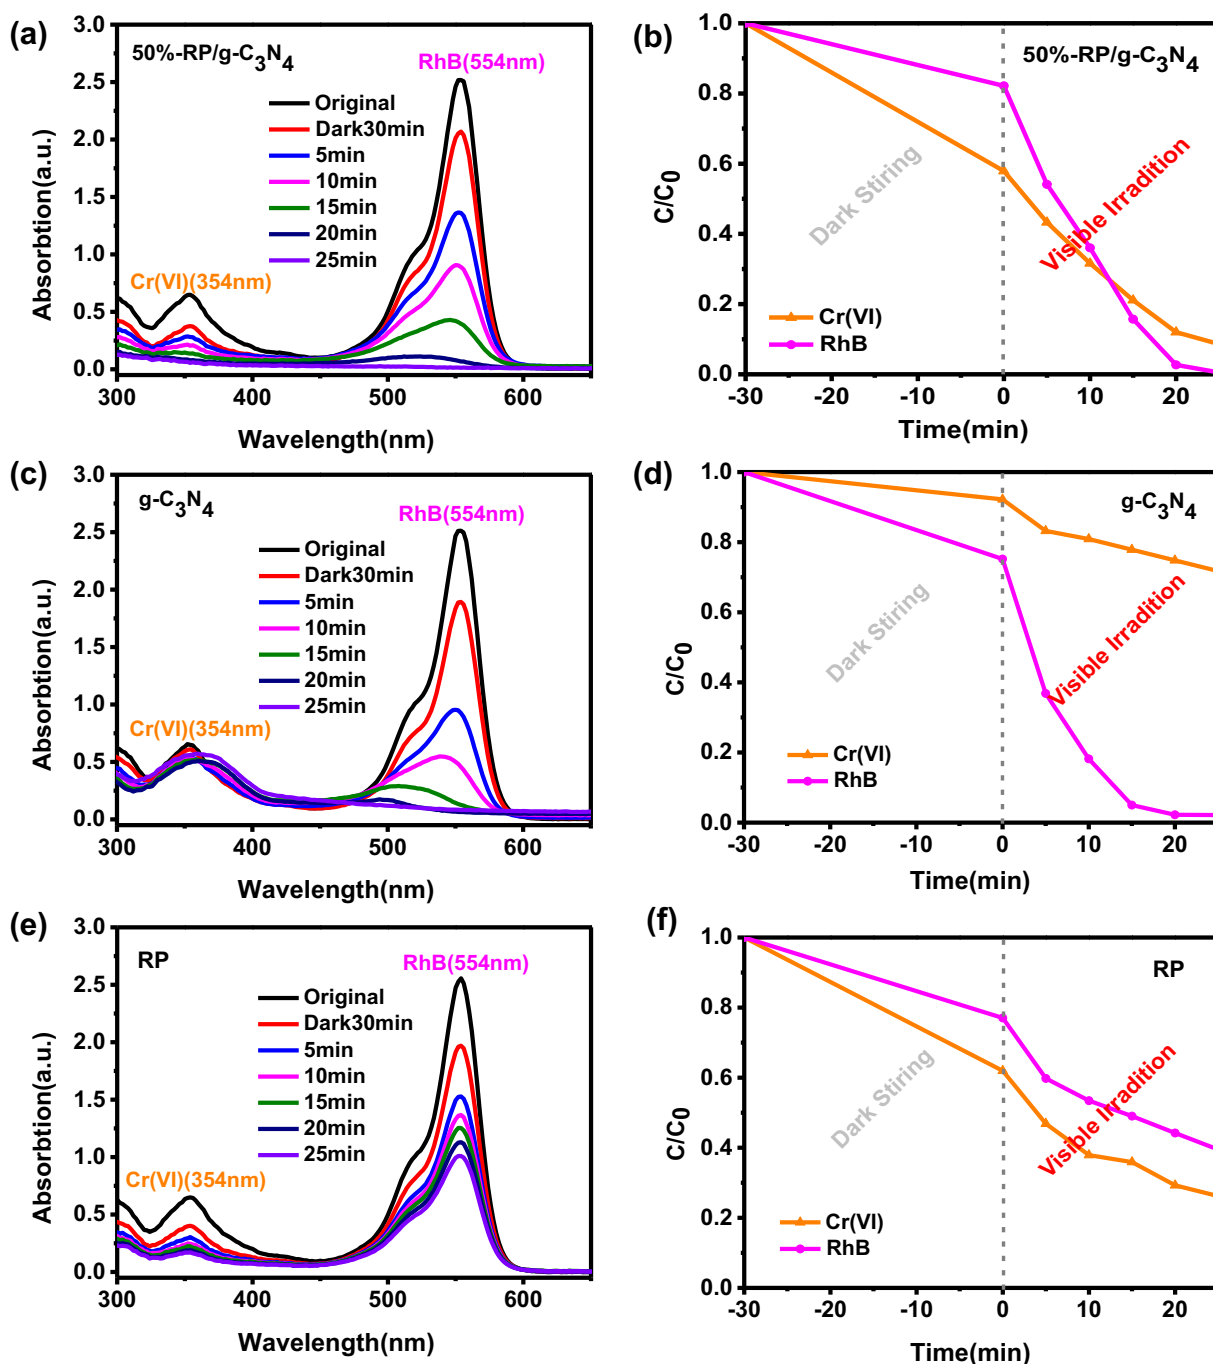 (a)
50%-RP/g-C3N4
RhB(554nm)
Original
Dark30min
5min
10min
15min
20min
25min
Cr(VI)(354nm)
Absorbtion(a.u.)
3.0
2.5
2.0
1.5
1.0
0.5
0.0
300 400 500 600
Wavelength(nm)
(b)
50%-RP/g-C3N4
Dark Stiring
Visible Irradition
Cr(VI)
RhB
C/C0
1.0
0.8
0.6
0.4
0.2
0.0
-30 -20 -10 0 10 20
Time(min)
(c)
g-C3N4
RhB(554nm)
Original
Dark30min
5min
10min
15min
20min
25min
Cr(VI)(354nm)
Absorbtion(a.u.)
3.0
2.5
2.0
1.5
1.0
0.5
0.0
300 400 500 600
Wavelength(nm)
(d)
g-C3N4
Dark Stiring
Visible Irradition
Cr(VI)
RhB
C/C0
1.0
0.8
0.6
0.4
0.2
0.0
-30 -20 -10 0 10 20
Time(min)
(e)
RP
RhB(554nm)
Original
Dark30min
5min
10min
15min
20min
25min
Cr(VI)(354nm)
Absorbtion(a.u.)
3.0
2.5
2.0
1.5
1.0
0.5
0.0
300 400 500 600
Wavelength(nm)
(f)
RP
Dark Stiring
Visible Irradition
Cr(VI)
RhB
C/C0
1.0
0.8
0.6
0.4
0.2
0.0
-30 -20 -10 0 10 20
Time(min)